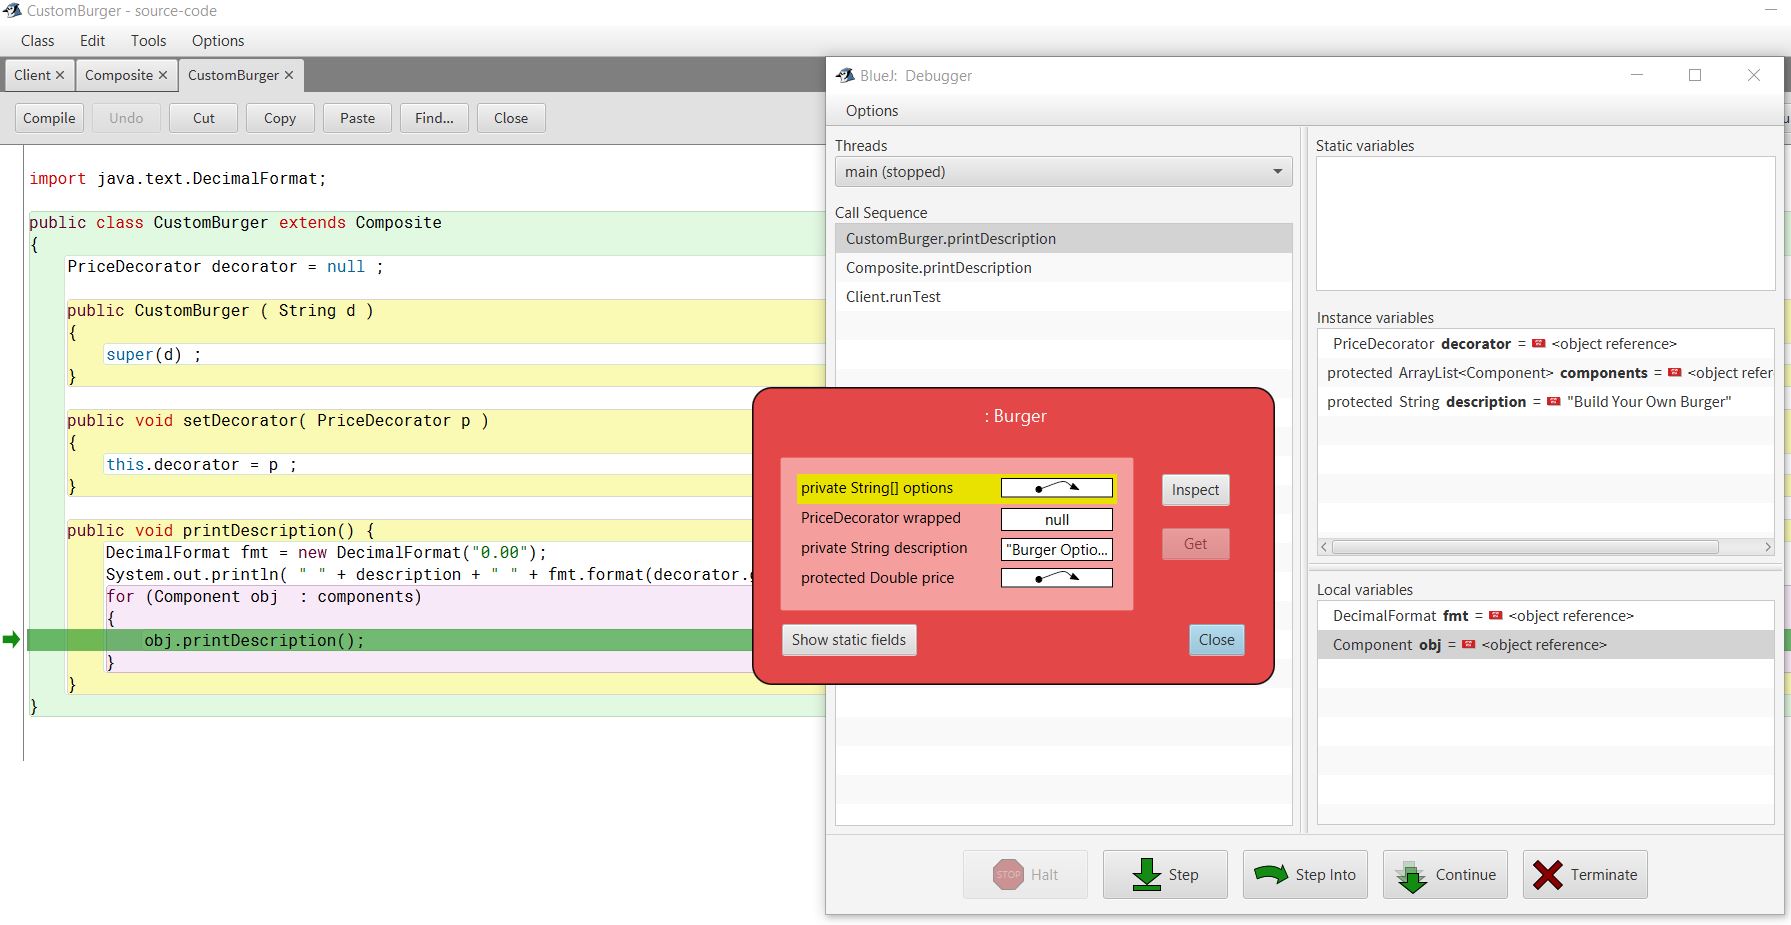 CustomBurger - source-code
Class Edit Tools Options
Client Composite CustomBurger
Compile Undo Cut Copy Paste Find... Close
import java.text.DecimalFormat;
public class CustomBurger extends Composite
{
PriceDecorator decorator = null ;
public CustomBurger ( String d )
{
super(d) ;
}
public void setDecorator( PriceDecorator p )
{
this.decorator = p ;
}
public void printDescription() {
DecimalFormat fmt = new DecimalFormat("0.00");
System.out.println( " " + description + " " + fmt.format(decorator.
for (Component obj : components)
{
obj.printDescription();
}
}
}
BlueJ: Debugger
Options
Threads
main (stopped)
Call Sequence
CustomBurger.printDescription
Composite.printDescription
Client.runTest
Static variables
Instance variables
PriceDecorator decorator = <object reference>
protected ArrayList<Component> components = <object refer
protected String description = "Build Your Own Burger"
Local variables
DecimalFormat fmt = <object reference>
Component obj = <object reference>
: Burger
private String[] options
PriceDecorator wrapped null
private String description "Burger Optio...
protected Double price
Inspect
Get
Show static fields Close
STOP Halt Step Step Into Continue Terminate